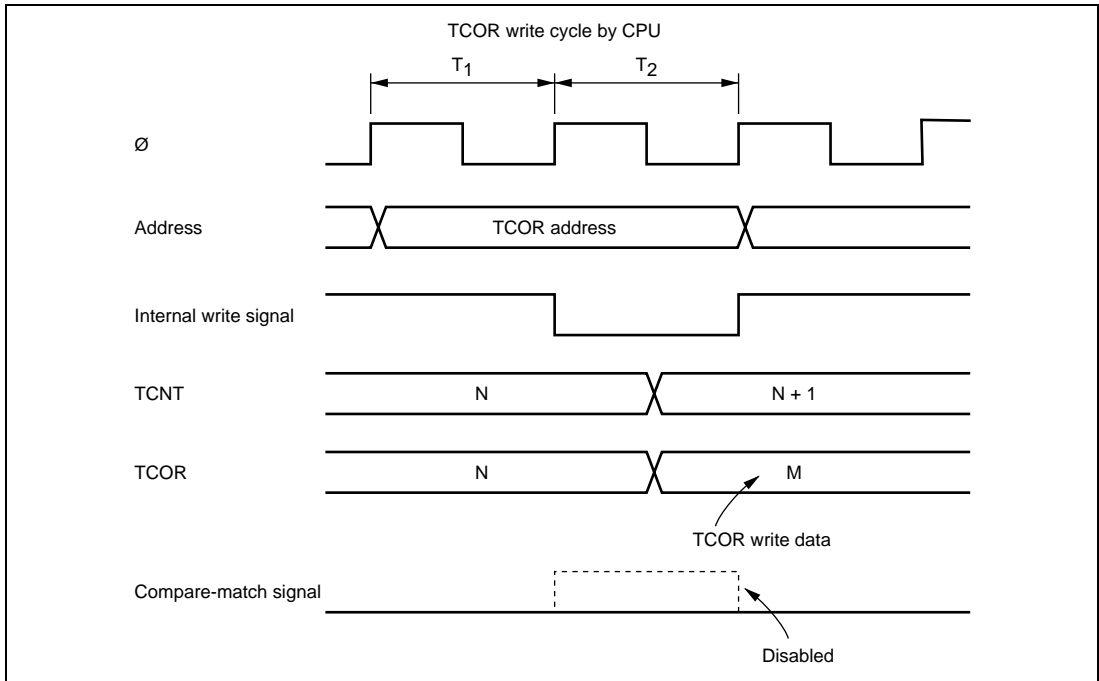 TCOR write cycle by CPU
T1 T2
Ø
Address TCOR address
Internal write signal
TCNT N N + 1
TCOR N M
TCOR write data
Compare-match signal
Disabled